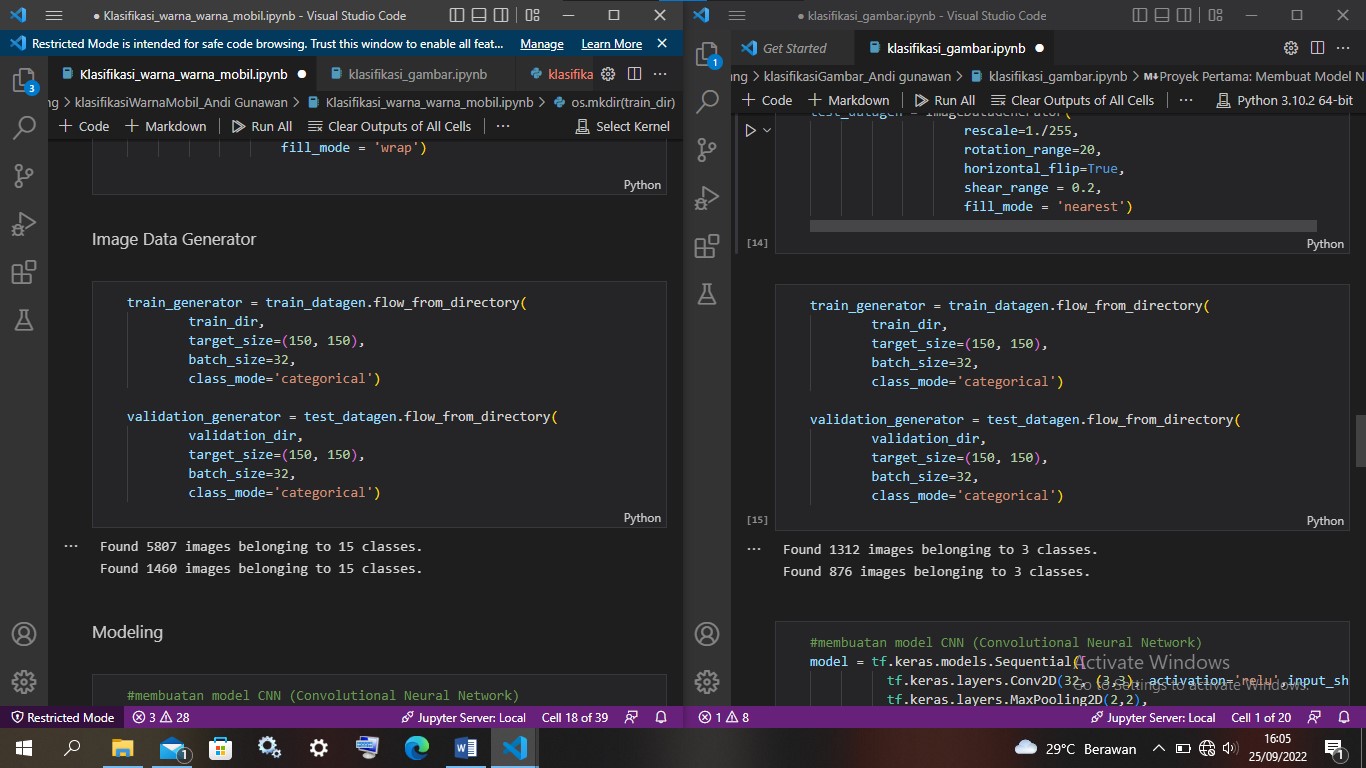 ● Klasifikasi_warna_warna_mobil.ipynb - Visual Studio Code
Restricted Mode is intended for safe code browsing. Trust this window to enable all feat... Manage Learn More
Klasifikasi_warna_warna_mobil.ipynb ● klasifikasi_gambar.ipynb klasifika ...
ng > klasifikasiWarnaMobil_Andi Gunawan > Klasifikasi_warna_warna_mobil.ipynb > os.mkdir(train_dir)
+ Code + Markdown Run All Clear Outputs of All Cells ... Select Kernel
fill_mode = 'wrap')
Python
Image Data Generator
train_generator = train_datagen.flow_from_directory(
train_dir,
target_size=(150, 150),
batch_size=32,
class_mode='categorical')
validation_generator = test_datagen.flow_from_directory(
validation_dir,
target_size=(150, 150),
batch_size=32,
class_mode='categorical')
Python
... Found 5807 images belonging to 15 classes.
Found 1460 images belonging to 15 classes.
Modeling
#membuatan model CNN (Convolutional Neural Network)
3
Restricted Mode 3 28 Jupyter Server: Local Cell 18 of 39
● klasifikasi_gambar.ipynb - Visual Studio Code
Get Started klasifikasi_gambar.ipynb ● ...
ang > klasifikasiGambar_Andi gunawan > klasifikasi_gambar.ipynb > M↓Proyek Pertama: Membuat Model N
+ Code + Markdown Run All Clear Outputs of All Cells ... Python 3.10.2 64-bit
test_datagen = ImageDataGenerator(
rescale=1./255,
rotation_range=20,
horizontal_flip=True,
shear_range = 0.2,
fill_mode = 'nearest')
[14] Python
train_generator = train_datagen.flow_from_directory(
train_dir,
target_size=(150, 150),
batch_size=32,
class_mode='categorical')
validation_generator = test_datagen.flow_from_directory(
validation_dir,
target_size=(150, 150),
batch_size=32,
class_mode='categorical')
[15] Python
... Found 1312 images belonging to 3 classes.
Found 876 images belonging to 3 classes.
#membuatan model CNN (Convolutional Neural Network)
model = tf.keras.models.Sequential([
tf.keras.layers.Conv2D(32, (3,3), activation='relu',input_sh
tf.keras.layers.MaxPooling2D(2,2),
Activate Windows
Go to Settings to activate Windows.
1
1 8 Jupyter Server: Local Cell 1 of 20
1
29°C Berawan
16:05
25/09/2022
1